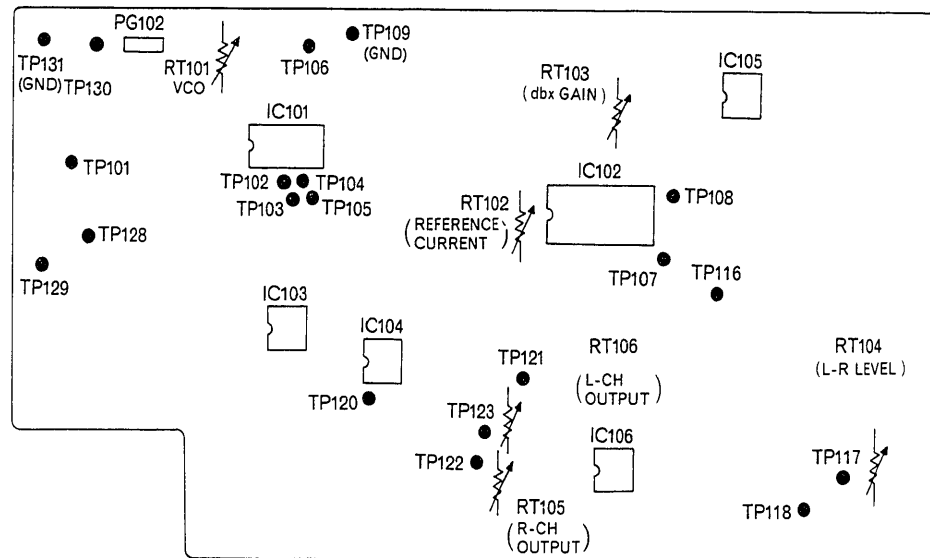 PG102
TP109
(GND)
TP131
(GND)
TP130
RT101
VCO
TP106
RT103
(dbx GAIN)
IC105
IC101
TP101
TP102
TP104
TP103
TP105
IC102
RT102
(REFERENCE
CURRENT)
TP108
TP128
TP129
TP107
TP116
IC103
IC104
TP121
RT106
(L-CH
OUTPUT)
RT104
(L-R LEVEL)
TP120
TP123
IC106
TP122
TP117
RT105
(R-CH
OUTPUT)
TP118